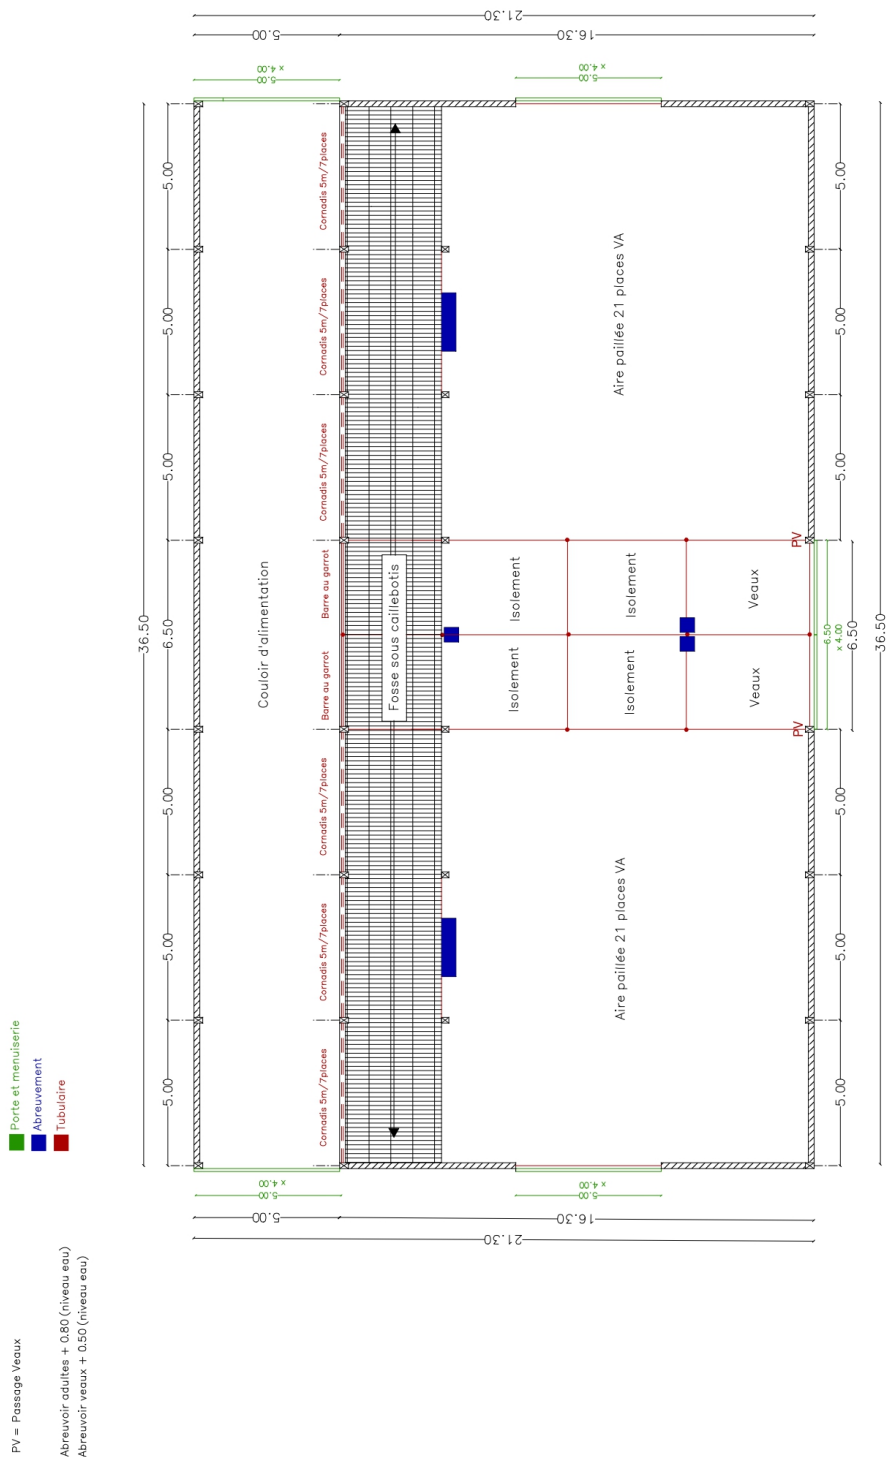 21.30
5.00
16.30
5.00
x 4.00
5.00
x 4.00
36.50
5.00
5.00
5.00
6.50
5.00
5.00
5.00
Couloir d'alimentation
Cornadis 5m/7places
Cornadis 5m/7places
Cornadis 5m/7places
Barre au garrot
Barre au garrot
Cornadis 5m/7places
Cornadis 5m/7places
Cornadis 5m/7places
Fosse sous caillebotis
Aire paillée 21 places VA
Isolement
Isolement
Veaux
Isolement
Isolement
Veaux
PV
PV
Aire paillée 21 places VA
5.00
5.00
5.00
6.50
x 4.00
6.50
5.00
5.00
5.00
36.50
5.00
x 4.00
5.00
x 4.00
5.00
16.30
21.30
Porte et menuiserie
Abreuvement
Tubulaire
PV = Passage Veaux
Abreuvoir adultes + 0.80 (niveau eau)
Abreuvoir veaux + 0.50 (niveau eau)